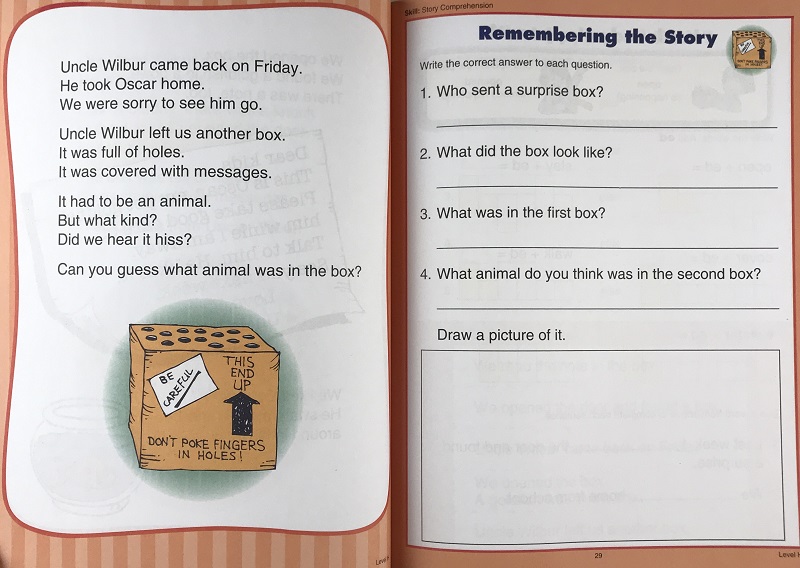 Uncle Wilbur came back on Friday.
He took Oscar home.
We were sorry to see him go.
Uncle Wilbur left us another box.
It was full of holes.
It was covered with messages.
It had to be an animal.
But what kind?
Did we hear it hiss?
Can you guess what animal was in the box?
BE
CAREFUL
THIS
END
UP
DON'T POKE FINGERS
IN HOLES!
Skill: Story Comprehension
Remembering the Story
Write the correct answer to each question.
1. Who sent a surprise box?
2. What did the box look like?
3. What was in the first box?
4. What animal do you think was in the second box?
Draw a picture of it.
29
Level